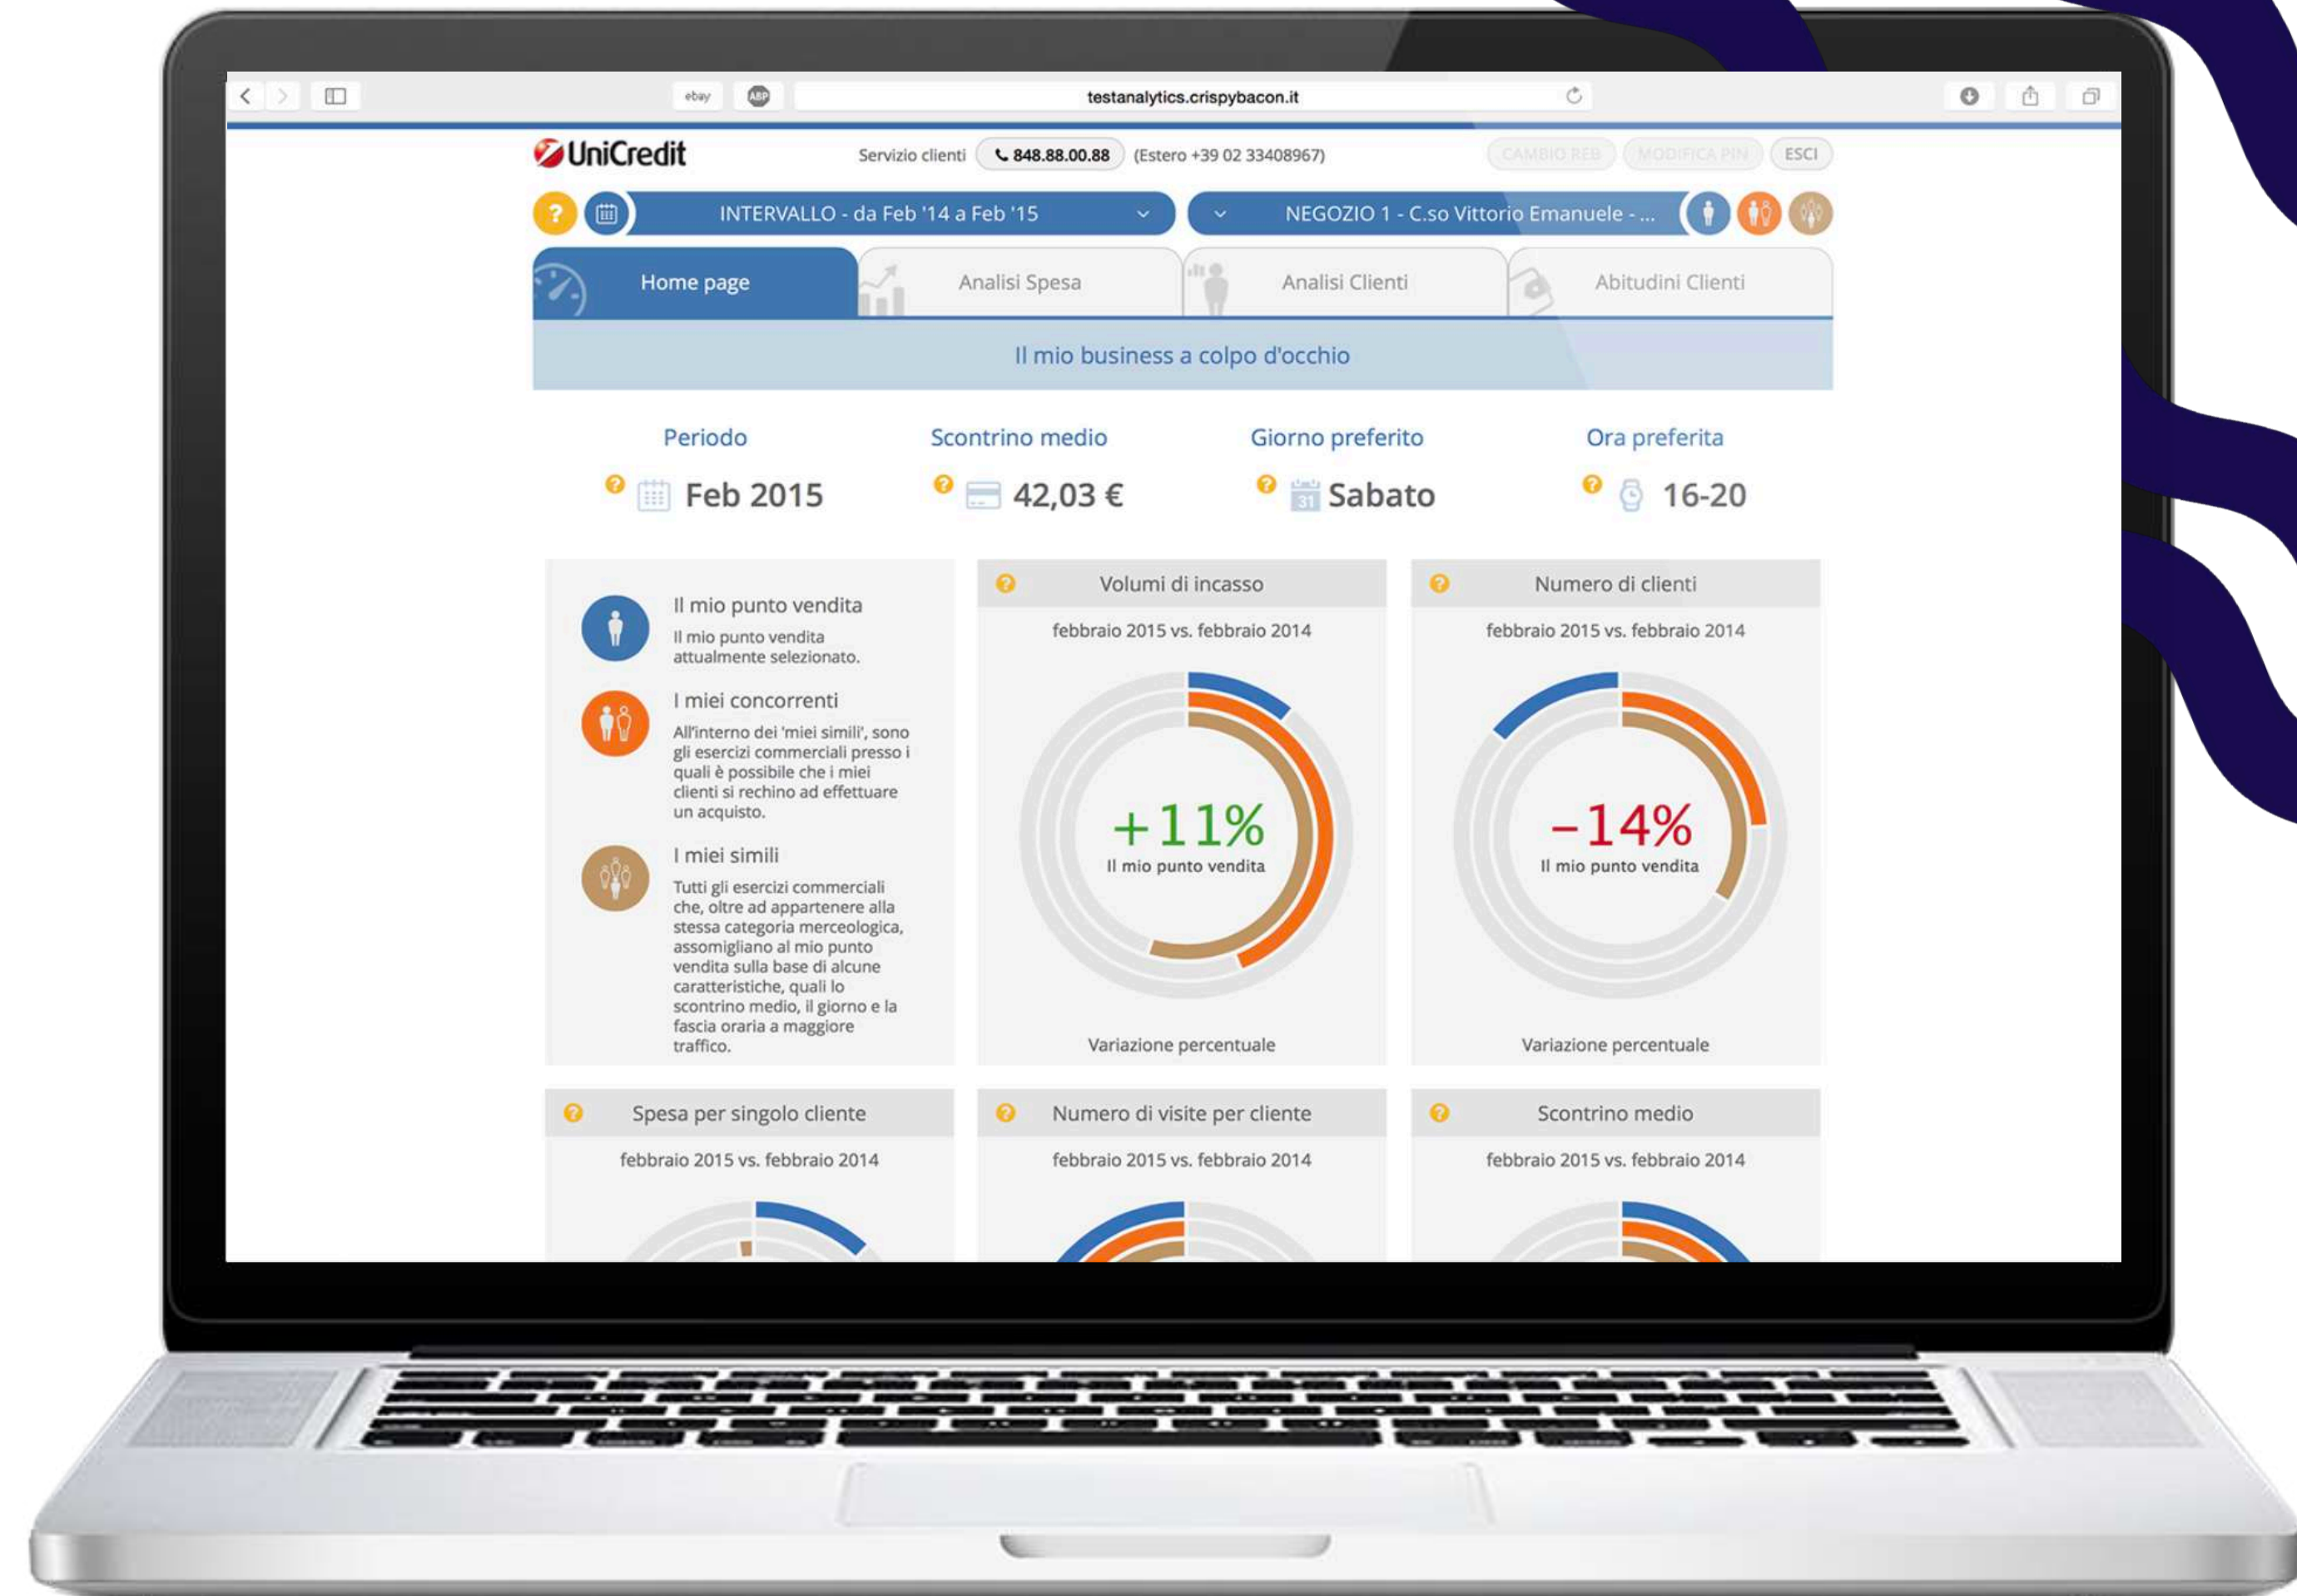 ebay
ABP
testanalytics.crispybacon.it
UniCredit
Servizio clienti 848.88.00.88 (Estero +39 02 33408967)
CAMBIO REB
MODIFICA PIN
ESCI
?
INTERVALLO - da Feb '14 a Feb '15
NEGOZIO 1 - C.so Vittorio Emanuele - ...
Home page
Analisi Spesa
Analisi Clienti
Abitudini Clienti
Il mio business a colpo d'occhio
Periodo
Scontrino medio
Giorno preferito
Ora preferita
? Feb 2015
? 42,03 €
? 31 Sabato
? 16-20
Il mio punto vendita
Il mio punto vendita
attualmente selezionato.
I miei concorrenti
All'interno dei 'miei simili', sono
gli esercizi commerciali presso i
quali è possibile che i miei
clienti si rechino ad effettuare
un acquisto.
I miei simili
Tutti gli esercizi commerciali
che, oltre ad appartenere alla
stessa categoria merceologica,
assomigliano al mio punto
vendita sulla base di alcune
caratteristiche, quali lo
scontrino medio, il giorno e la
fascia oraria a maggiore
traffico.
? Volumi di incasso
febbraio 2015 vs. febbraio 2014
+11%
Il mio punto vendita
Variazione percentuale
? Numero di clienti
febbraio 2015 vs. febbraio 2014
-14%
Il mio punto vendita
Variazione percentuale
? Spesa per singolo cliente
febbraio 2015 vs. febbraio 2014
? Numero di visite per cliente
febbraio 2015 vs. febbraio 2014
? Scontrino medio
febbraio 2015 vs. febbraio 2014